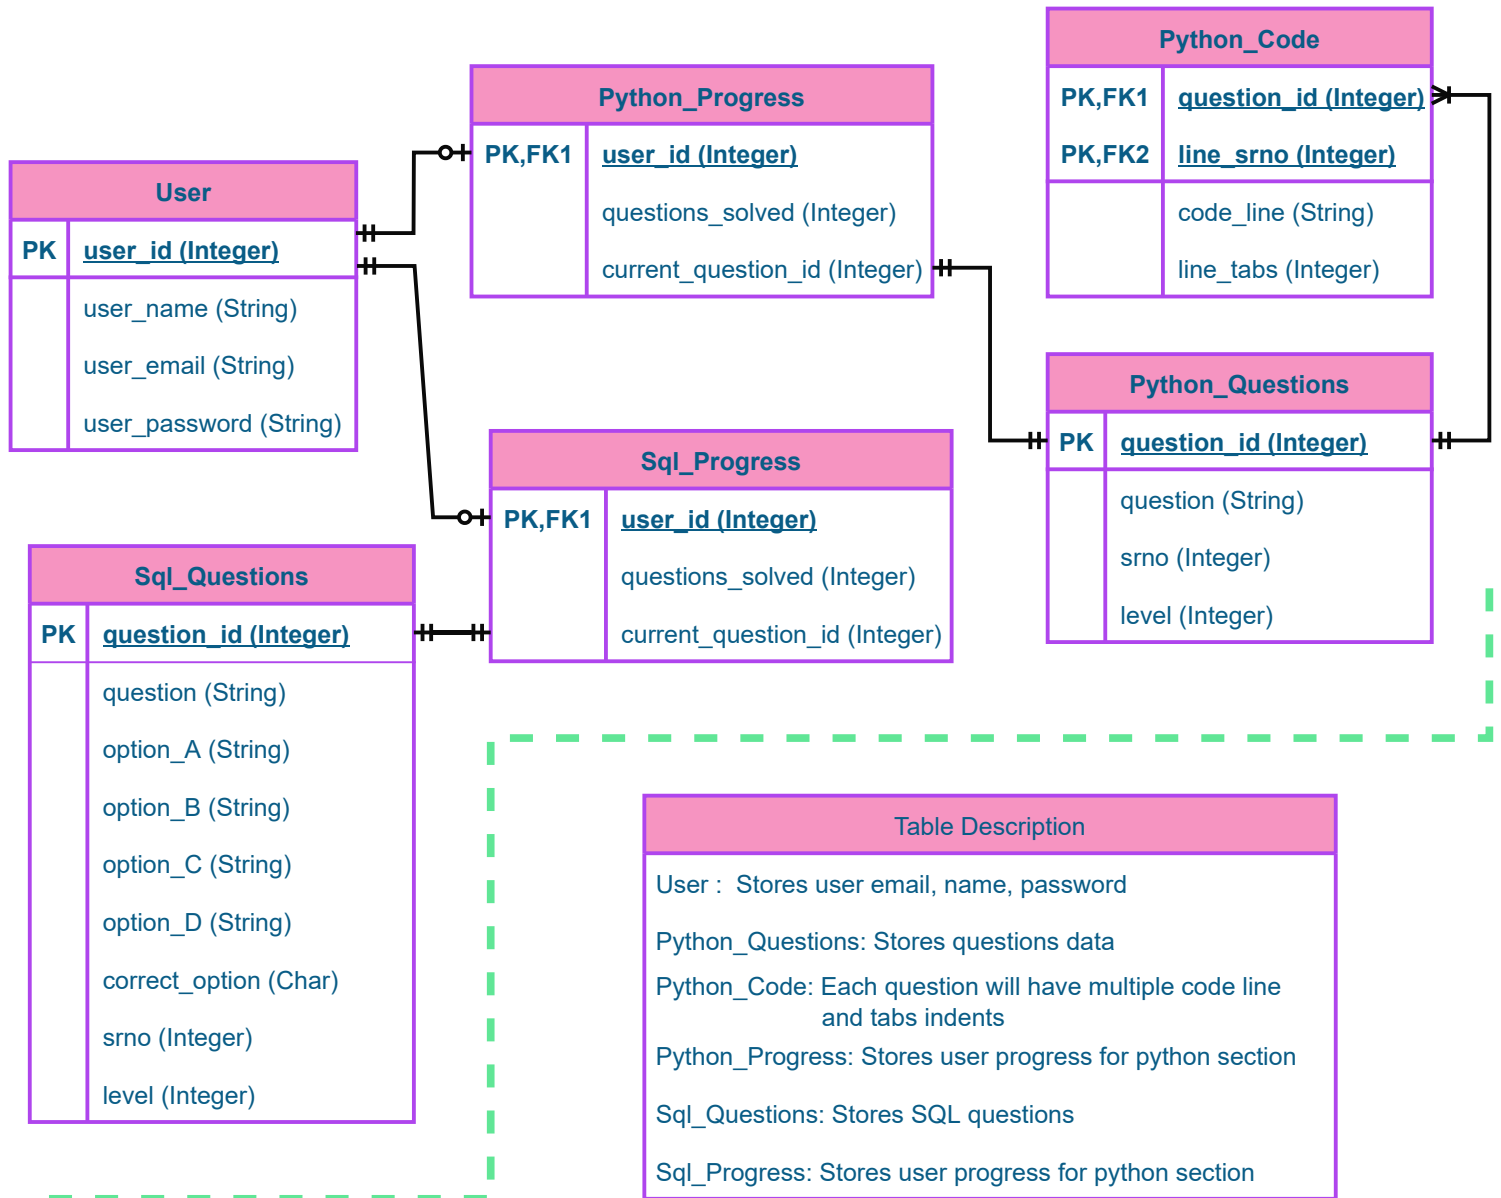 Python_Code
PK,FK1 question_id (Integer)
PK,FK2 line_srno (Integer)
code_line (String)
line_tabs (Integer)
Python_Progress
PK,FK1 user_id (Integer)
questions_solved (Integer)
current_question_id (Integer)
User
PK user_id (Integer)
user_name (String)
user_email (String)
user_password (String)
Python_Questions
PK question_id (Integer)
question (String)
srno (Integer)
level (Integer)
Sql_Progress
PK,FK1 user_id (Integer)
questions_solved (Integer)
current_question_id (Integer)
Sql_Questions
PK question_id (Integer)
question (String)
option_A (String)
option_B (String)
option_C (String)
option_D (String)
correct_option (Char)
srno (Integer)
level (Integer)
Table Description
User : Stores user email, name, password
Python_Questions: Stores questions data
Python_Code: Each question will have multiple code line
and tabs indents
Python_Progress: Stores user progress for python section
Sql_Questions: Stores SQL questions
Sql_Progress: Stores user progress for python section